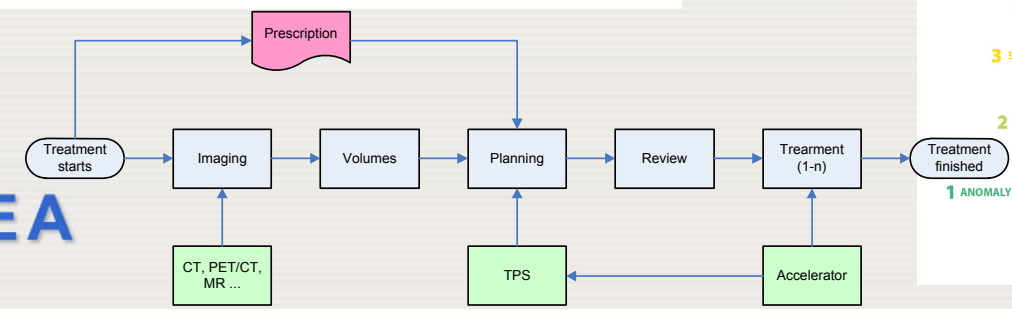 Prescription
3 S
2
Treatment
starts
Imaging
Volumes
Planning
Review
Trearment
(1-n)
Treatment
finished
1 ANOMALY
EA
CT, PET/CT,
MR ...
TPS
Accelerator